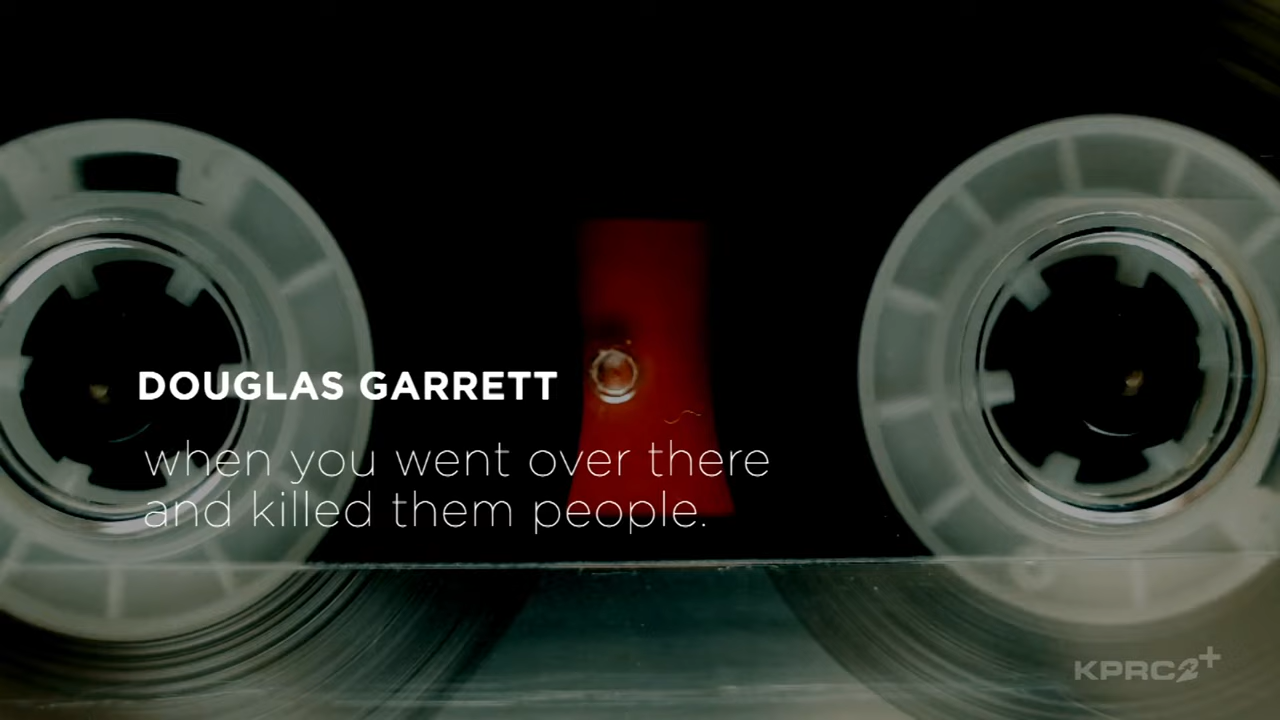 DOUGLAS GARRETT
when you went over there
and killed them people.
KPRC2+